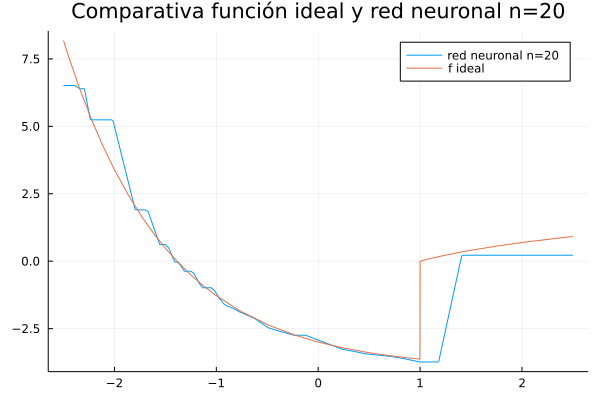 Comparativa función ideal y red neuronal n=20
red neuronal n=20
f ideal
7.5
5.0
2.5
0.0
−2.5
−2 −1 0 1 2